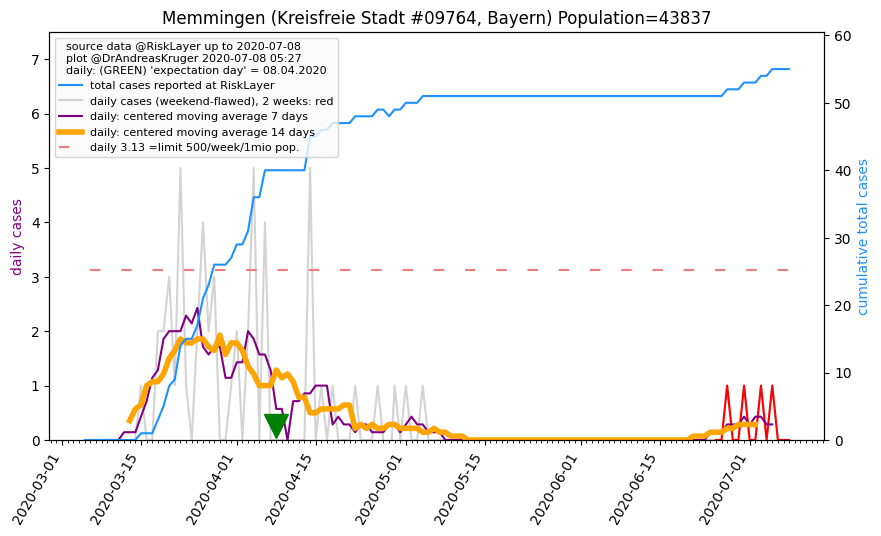 Memmingen (Kreisfreie Stadt #09764, Bayern) Population=43837
source data @RiskLayer up to 2020-07-08
plot @DrAndreasKruger 2020-07-08 05:27
daily: (GREEN) 'expectation day' = 08.04.2020
total cases reported at RiskLayer
daily cases (weekend-flawed), 2 weeks: red
daily: centered moving average 7 days
daily: centered moving average 14 days
daily 3.13 =limit 500/week/1mio pop.
daily cases
7
6
5
4
3
2
1
0
cumulative total cases
60
50
40
30
20
10
0
2020-03-01
2020-03-15
2020-04-01
2020-04-15
2020-05-01
2020-05-15
2020-06-01
2020-06-15
2020-07-01